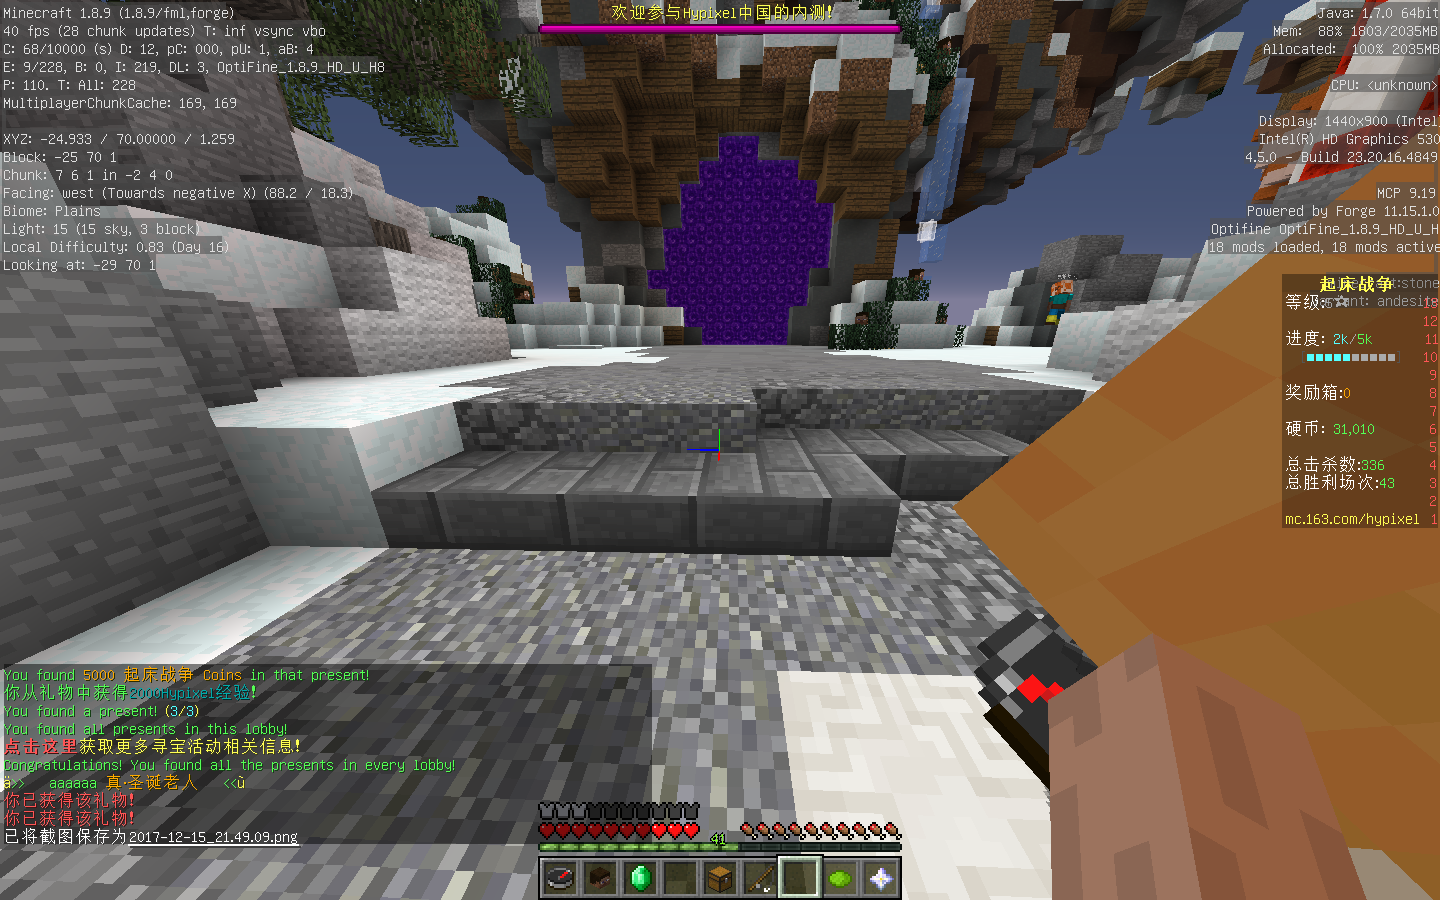 欢迎参与Hypixel中国的内测!
Minecraft 1.8.9 (1.8.9/fml,forge)
40 fps (28 chunk updates) T: inf vsync vbo
C: 68/10000 (s) D: 12, pC: 000, pU: 1, aB: 4
E: 9/228, B: 0, I: 219, DL: 3, OptiFine_1.8.9_HD_U_H8
P: 110. T: All: 228
MultiplayerChunkCache: 169, 169
XYZ: -24.933 / 70.00000 / 1.259
Block: -25 70 1
Chunk: 7 6 1 in -2 4 0
Facing: west (Towards negative X) (88.2 / 18.3)
Biome: Plains
Light: 15 (15 sky, 3 block)
Local Difficulty: 0.83 (Day 16)
Looking at: -29 70 1
Java: 1.7.0 64bit
Mem: 88% 1803/2035MB
Allocated: 100% 2035MB
CPU: <unknown>
Display: 1440x900 (Intel)
Intel(R) HD Graphics 530
4.5.0 - Build 23.20.16.4849
MCP 9.19
Powered by Forge 11.15.1.0
Optifine OptiFine_1.8.9_HD_U_H
18 mods loaded, 18 mods active
:stone
: andesite
起床战争
等级: ☆
12
进度: 2k/5k 11
10
9
奖励箱:0 8
7
硬币: 31,010 6
5
总击杀数:336 4
总胜利场次:43 3
2
mc.163.com/hypixel 1
You found 5000 起床战争 Coins in that present!
你从礼物中获得2000Hypixel经验!
You found a present! (3/3)
You found all presents in this lobby!
点击这里获取更多寻宝活动相关信息!
Congratulations! You found all the presents in every lobby!
ä>> aaaaaa 真·圣诞老人 <<ù
你已获得该礼物!
你已获得该礼物!
已将截图保存为2017-12-15_21.49.09.png
41